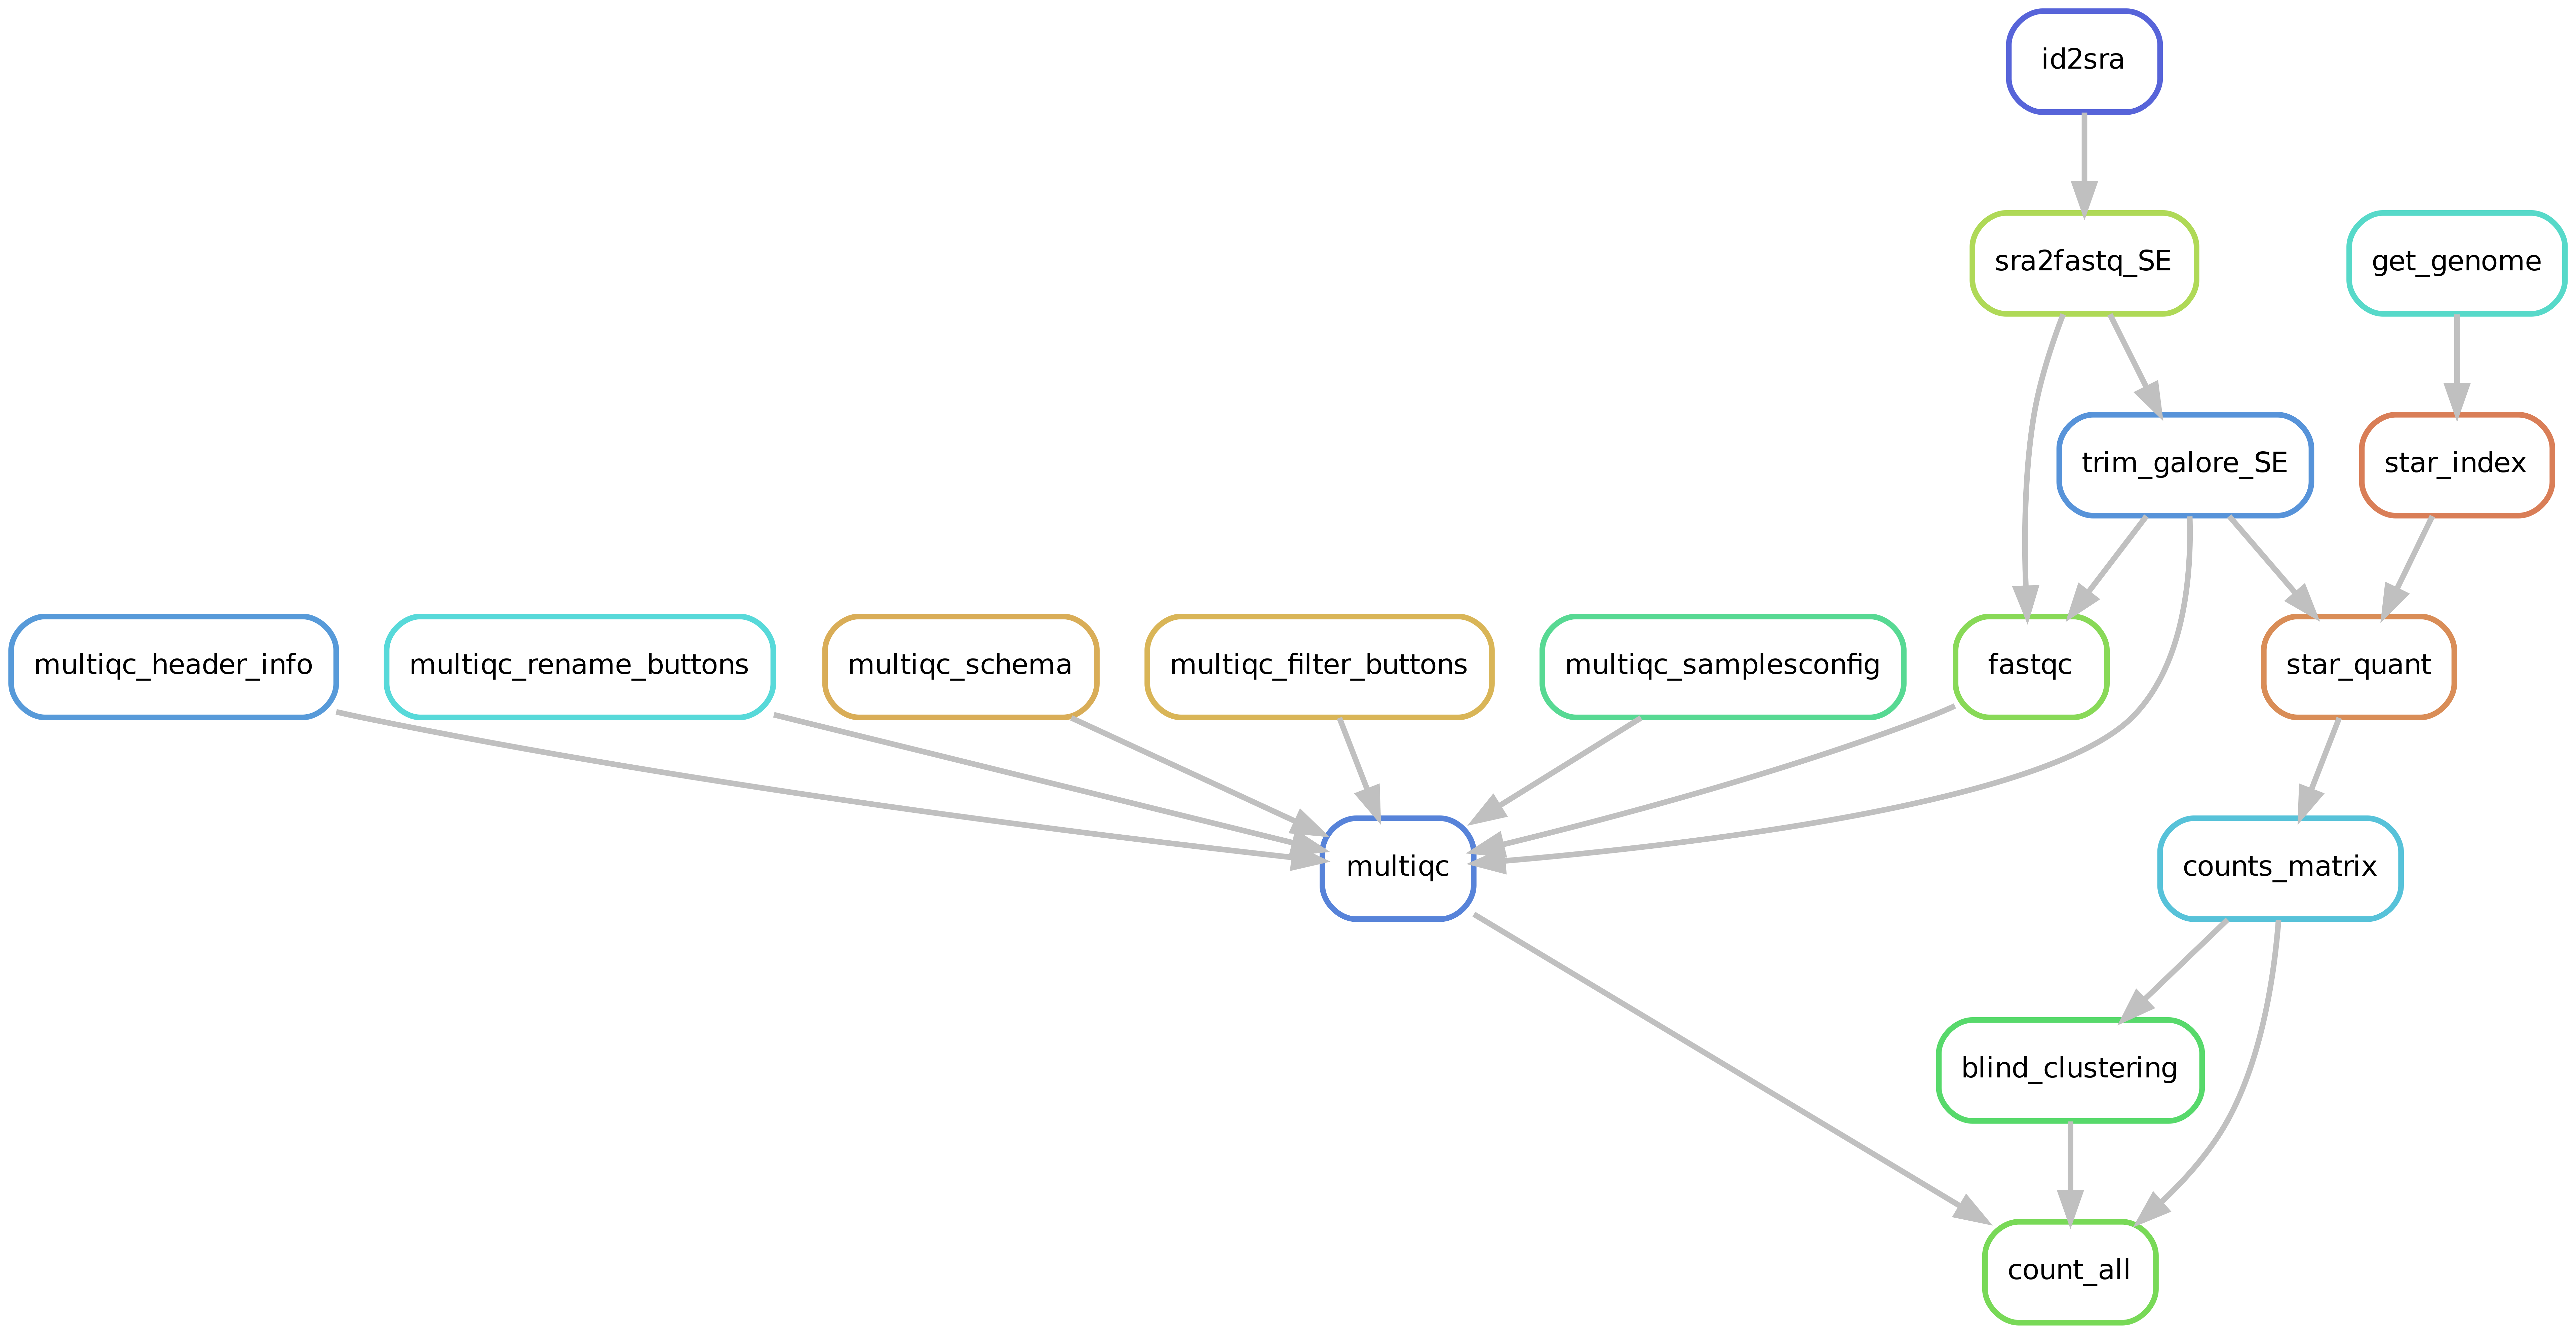 id2sra
sra2fastq_SE
get_genome
trim_galore_SE
star_index
multiqc_header_info
multiqc_rename_buttons
multiqc_schema
multiqc_filter_buttons
multiqc_samplesconfig
fastqc
star_quant
multiqc
counts_matrix
blind_clustering
count_all